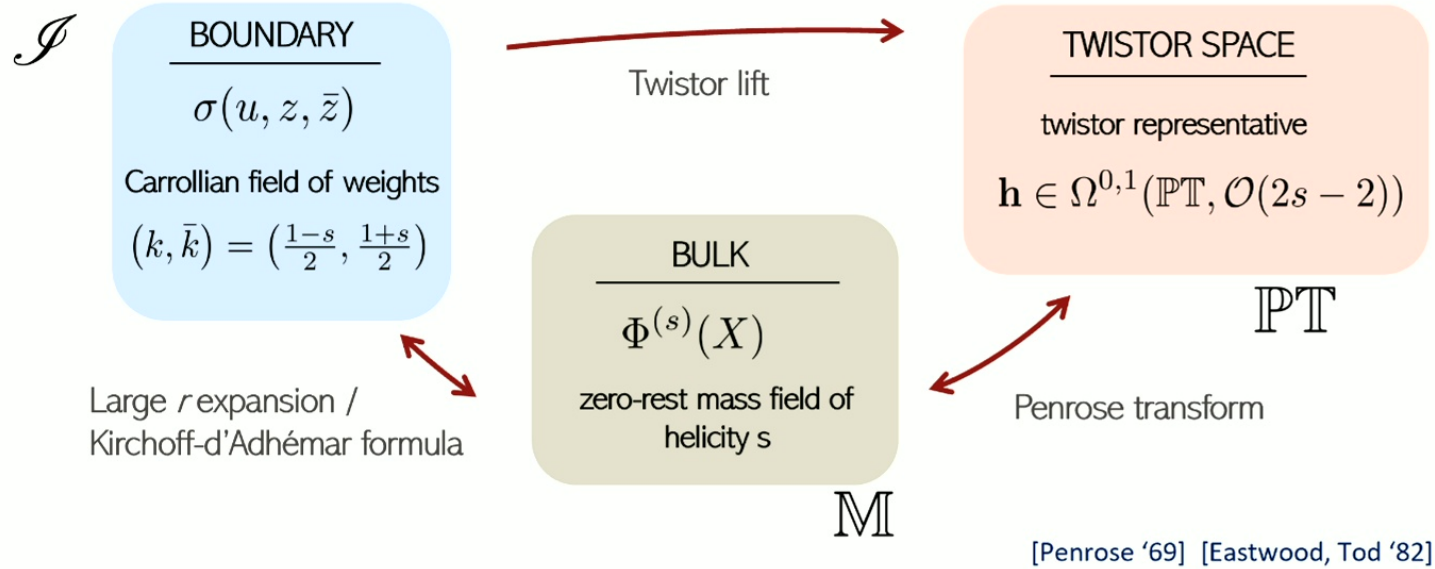 ℐ
BOUNDARY
σ(u, z, z̄)
Carrollian field of weights
(k, k̄) = (\frac{1−s}{2}, \frac{1+s}{2})
Twistor lift
TWISTOR SPACE
twistor representative
𝐡 ∈ Ω^{0,1}(ℙ𝕋, 𝒪(2s − 2))
ℙ𝕋
BULK
Φ^{(s)}(X)
zero-rest mass field of
helicity s
𝕄
Large r expansion /
Kirchoff-d'Adhémar formula
Penrose transform
[Penrose ‘69] [Eastwood, Tod ‘82]